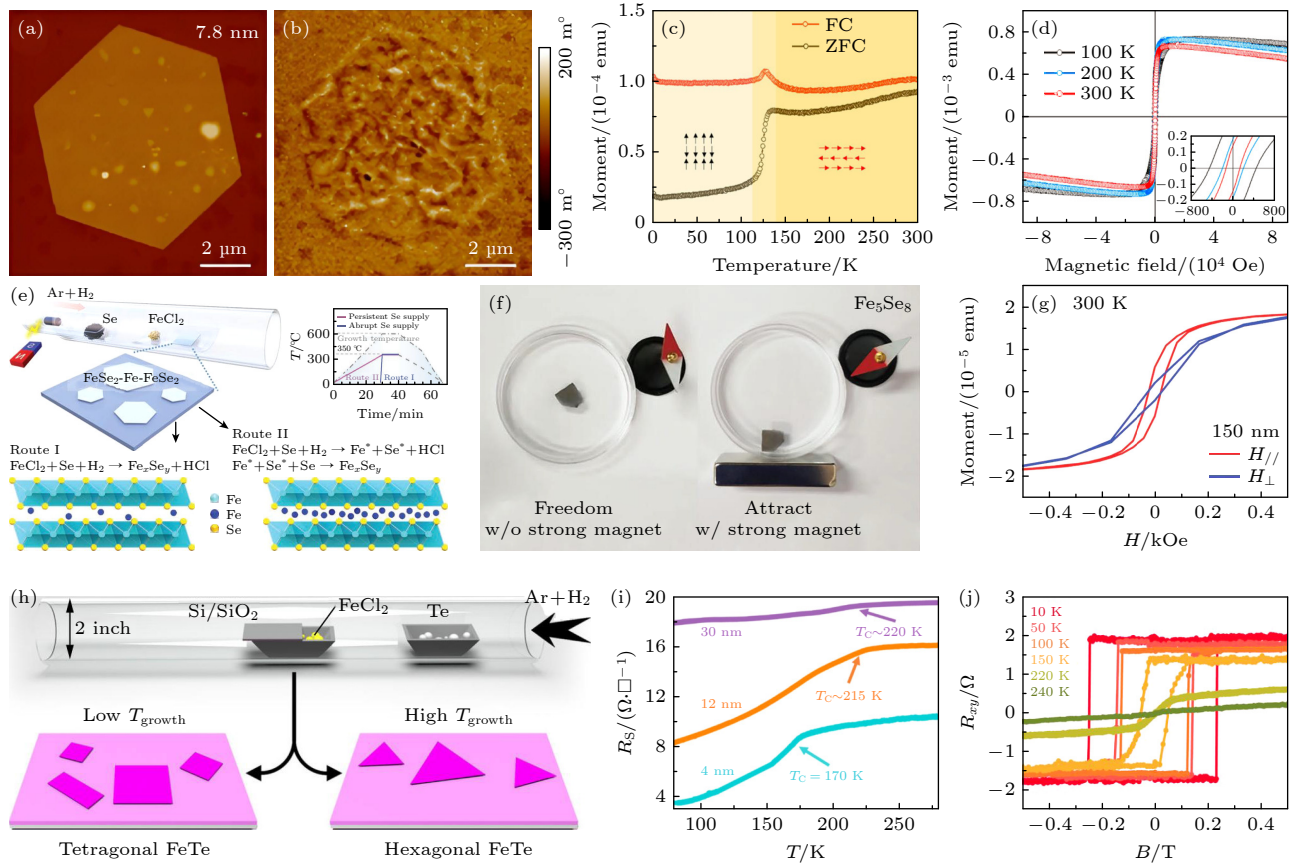 (a)
7.8 nm
2 μm
(b)
2 μm
200 m°
−300 m°
(c)
FC
ZFC
Moment/(10⁻⁴ emu)
1.5
1.0
0.5
0
0 50 100 150 200 250 300
Temperature/K
(d)
100 K
200 K
300 K
Moment/(10⁻³ emu)
0.8
0.4
0
−0.4
−0.8
0.2
0.1
0
−0.1
−0.2
−800 0 800
−8 −4 0 4 8
Magnetic field/(10⁴ Oe)
(e)
Ar+H₂
Se
FeCl₂
FeSe₂-Fe-FeSe₂
Persistent Se supply
Abrupt Se supply
Growth temperature
350 ℃
T/℃
600
300
0
Route II
Route I
0 20 40 60
Time/min
Route I
FeCl₂+Se+H₂ → FeₓSeᵧ+HCl
Route II
FeCl₂+Se+H₂ → Fe*+Se*+HCl
Fe*+Se*+Se → FeₓSeᵧ
Fe
Fe
Se
(f)
Fe₅Se₈
Freedom
w/o strong magnet
Attract
w/ strong magnet
(g)
300 K
Moment/(10⁻⁵ emu)
2
1
0
−1
−2
150 nm
H//
H⊥
−0.4 −0.2 0 0.2 0.4
H/kOe
(h)
2 inch
Si/SiO₂
FeCl₂
Te
Ar+H₂
Low T growth
High T growth
Tetragonal FeTe
Hexagonal FeTe
(i)
R_S/(Ω·□⁻¹)
20
16
12
8
4
30 nm
T_C∼220 K
12 nm
T_C∼215 K
4 nm
T_C = 170 K
100 150 200 250
T/K
(j)
10 K
50 K
100 K
150 K
220 K
240 K
R_xy/Ω
3
2
1
0
−1
−2
−0.4 −0.2 0 0.2 0.4
B/T